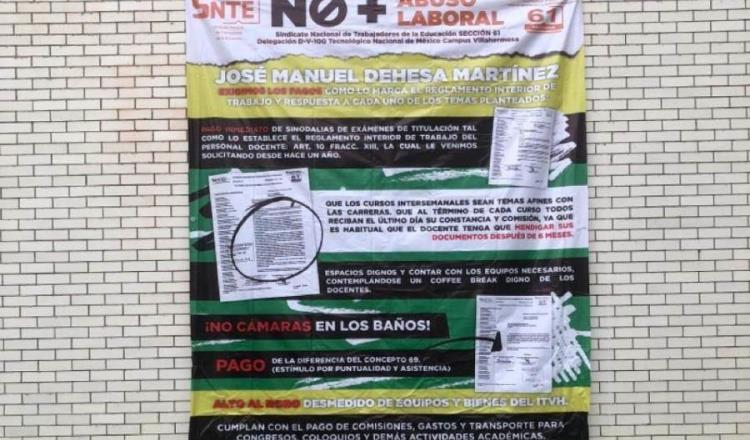 SNTE
NO +
ABUSO
LABORAL
61
Sindicato Nacional de Trabajadores de la Educación SECCIÓN 61
Delegación D-V-100 Tecnológico Nacional de México Campus Villahermosa
JOSÉ MANUEL DEHESA MARTÍNEZ
EXIGIMOS LOS PAGOS COMO LO MARCA EL REGLAMENTO INTERIOR DE
TRABAJO Y RESPUESTA A CADA UNO DE LOS TEMAS PLANTEADOS:
PAGO INMEDIATO DE SINODALIAS DE EXÁMENES DE TITULACIÓN TAL
COMO LO ESTABLECE EL REGLAMENTO INTERIOR DE TRABAJO DEL
PERSONAL DOCENTE: ART. 10 FRACC. XIII, LA CUAL LE VENIMOS
SOLICITANDO DESDE HACE UN AÑO.
QUE LOS CURSOS INTERSEMANALES SEAN TEMAS AFINES CON
LAS CARRERAS. QUE AL TÉRMINO DE CADA CURSO TODOS
RECIBAN EL ÚLTIMO DÍA SU CONSTANCIA Y COMISIÓN, YA QUE
ES HABITUAL QUE EL DOCENTE TENGA QUE MENDIGAR SUS
DOCUMENTOS DESPUÉS DE 6 MESES.
ESPACIOS DIGNOS Y CONTAR CON LOS EQUIPOS NECESARIOS,
CONTEMPLANDOSE UN COFFEE BREAK DIGNO DE LOS
DOCENTES.
¡NO CÁMARAS EN LOS BAÑOS!
PAGO DE LA DIFERENCIA DEL CONCEPTO 69.
(ESTÍMULO POR PUNTUALIDAD Y ASISTENCIA)
ALTO AL ROBO DESMEDIDO DE EQUIPOS Y BIENES DEL ITVH.
CUMPLAN CON EL PAGO DE COMISIONES, GASTOS Y TRANSPORTE PARA
CONGRESOS, COLOQUIOS Y DEMÁS ACTIVIDADES ACADÉMICAS.